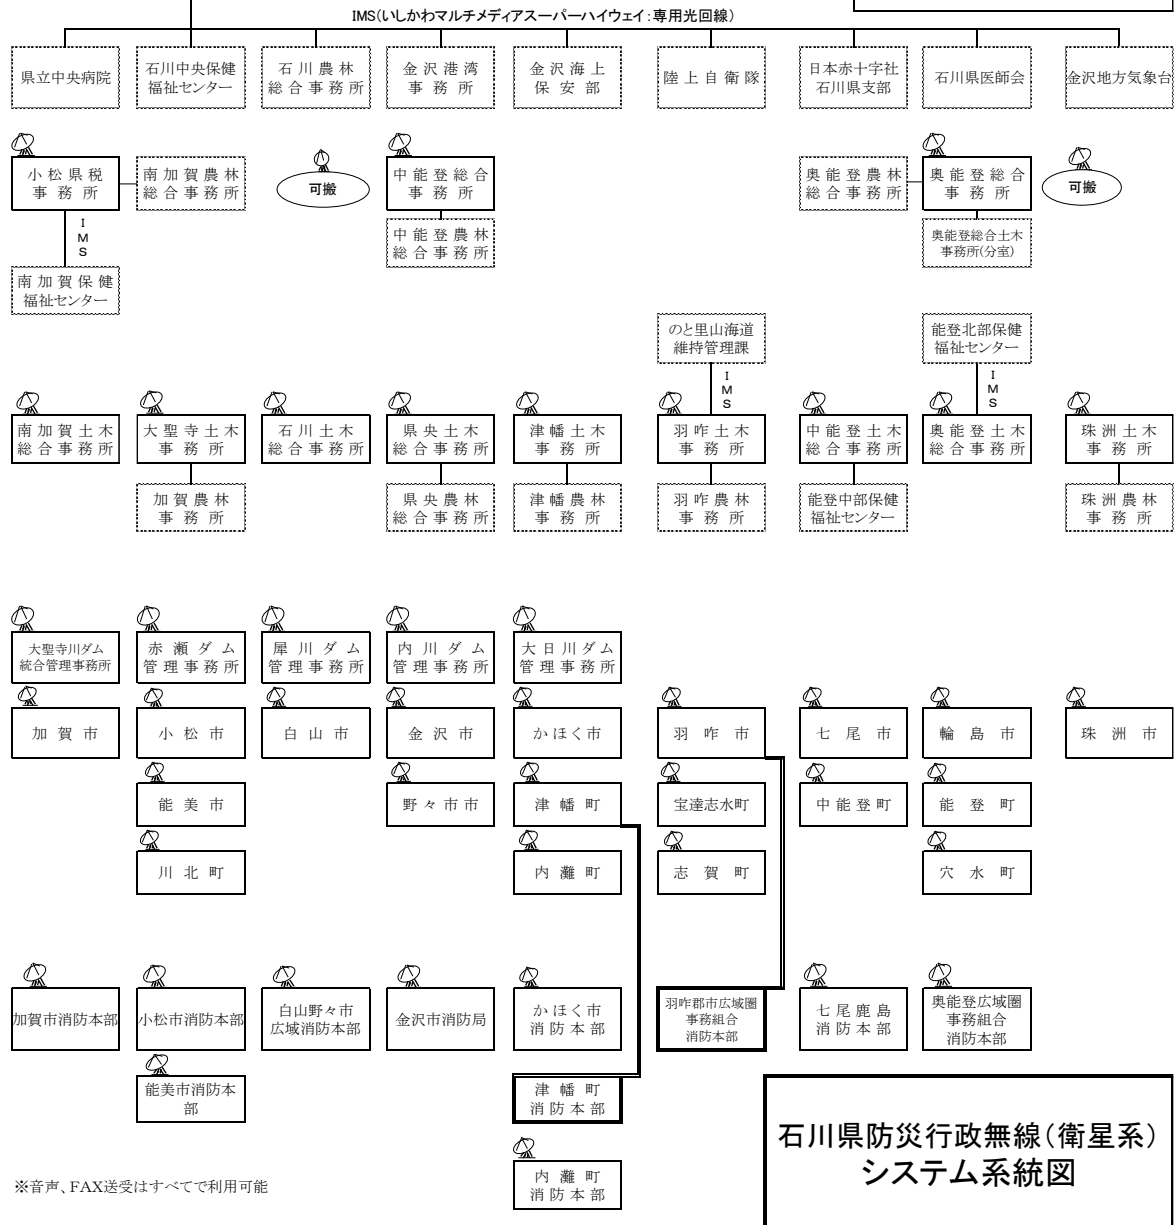 IMS(いしかわマルチメディアスーパーハイウェイ:専用光回線)
県立中央病院
石川中央保健
福祉センター
石川農林
総合事務所
金沢港湾
事務所
金沢海上
保安部
陸上自衛隊
日本赤十字社
石川県支部
石川県医師会
金沢地方気象台
小松県税
事務所
南加賀農林
総合事務所
可搬
中能登総合
事務所
奥能登農林
総合事務所
奥能登総合
事務所
可搬
IMS
中能登農林
総合事務所
奥能登総合土木
事務所(分室)
南加賀保健
福祉センター
のと里山海道
維持管理課
能登北部保健
福祉センター
IMS
IMS
南加賀土木
総合事務所
大聖寺土木
事務所
石川土木
総合事務所
県央土木
総合事務所
津幡土木
事務所
羽咋土木
事務所
中能登土木
総合事務所
奥能登土木
総合事務所
珠洲土木
事務所
加賀農林
事務所
県央農林
総合事務所
津幡農林
事務所
羽咋農林
事務所
能登中部保健
福祉センター
珠洲農林
事務所
大聖寺川ダム
統合管理事務所
赤瀬ダム
管理事務所
犀川ダム
管理事務所
内川ダム
管理事務所
大日川ダム
管理事務所
加賀市
小松市
白山市
金沢市
かほく市
羽咋市
七尾市
輪島市
珠洲市
能美市
野々市市
津幡町
宝達志水町
中能登町
能登町
川北町
内灘町
志賀町
穴水町
加賀市消防本部
小松市消防本部
白山野々市
広域消防本部
金沢市消防局
かほく市
消防本部
羽咋郡市広域圏
事務組合
消防本部
七尾鹿島
消防本部
奥能登広域圏
事務組合
消防本部
能美市消防本
部
津幡町
消防本部
内灘町
消防本部
石川県防災行政無線(衛星系)
システム系統図
※音声、FAX送受はすべてで利用可能